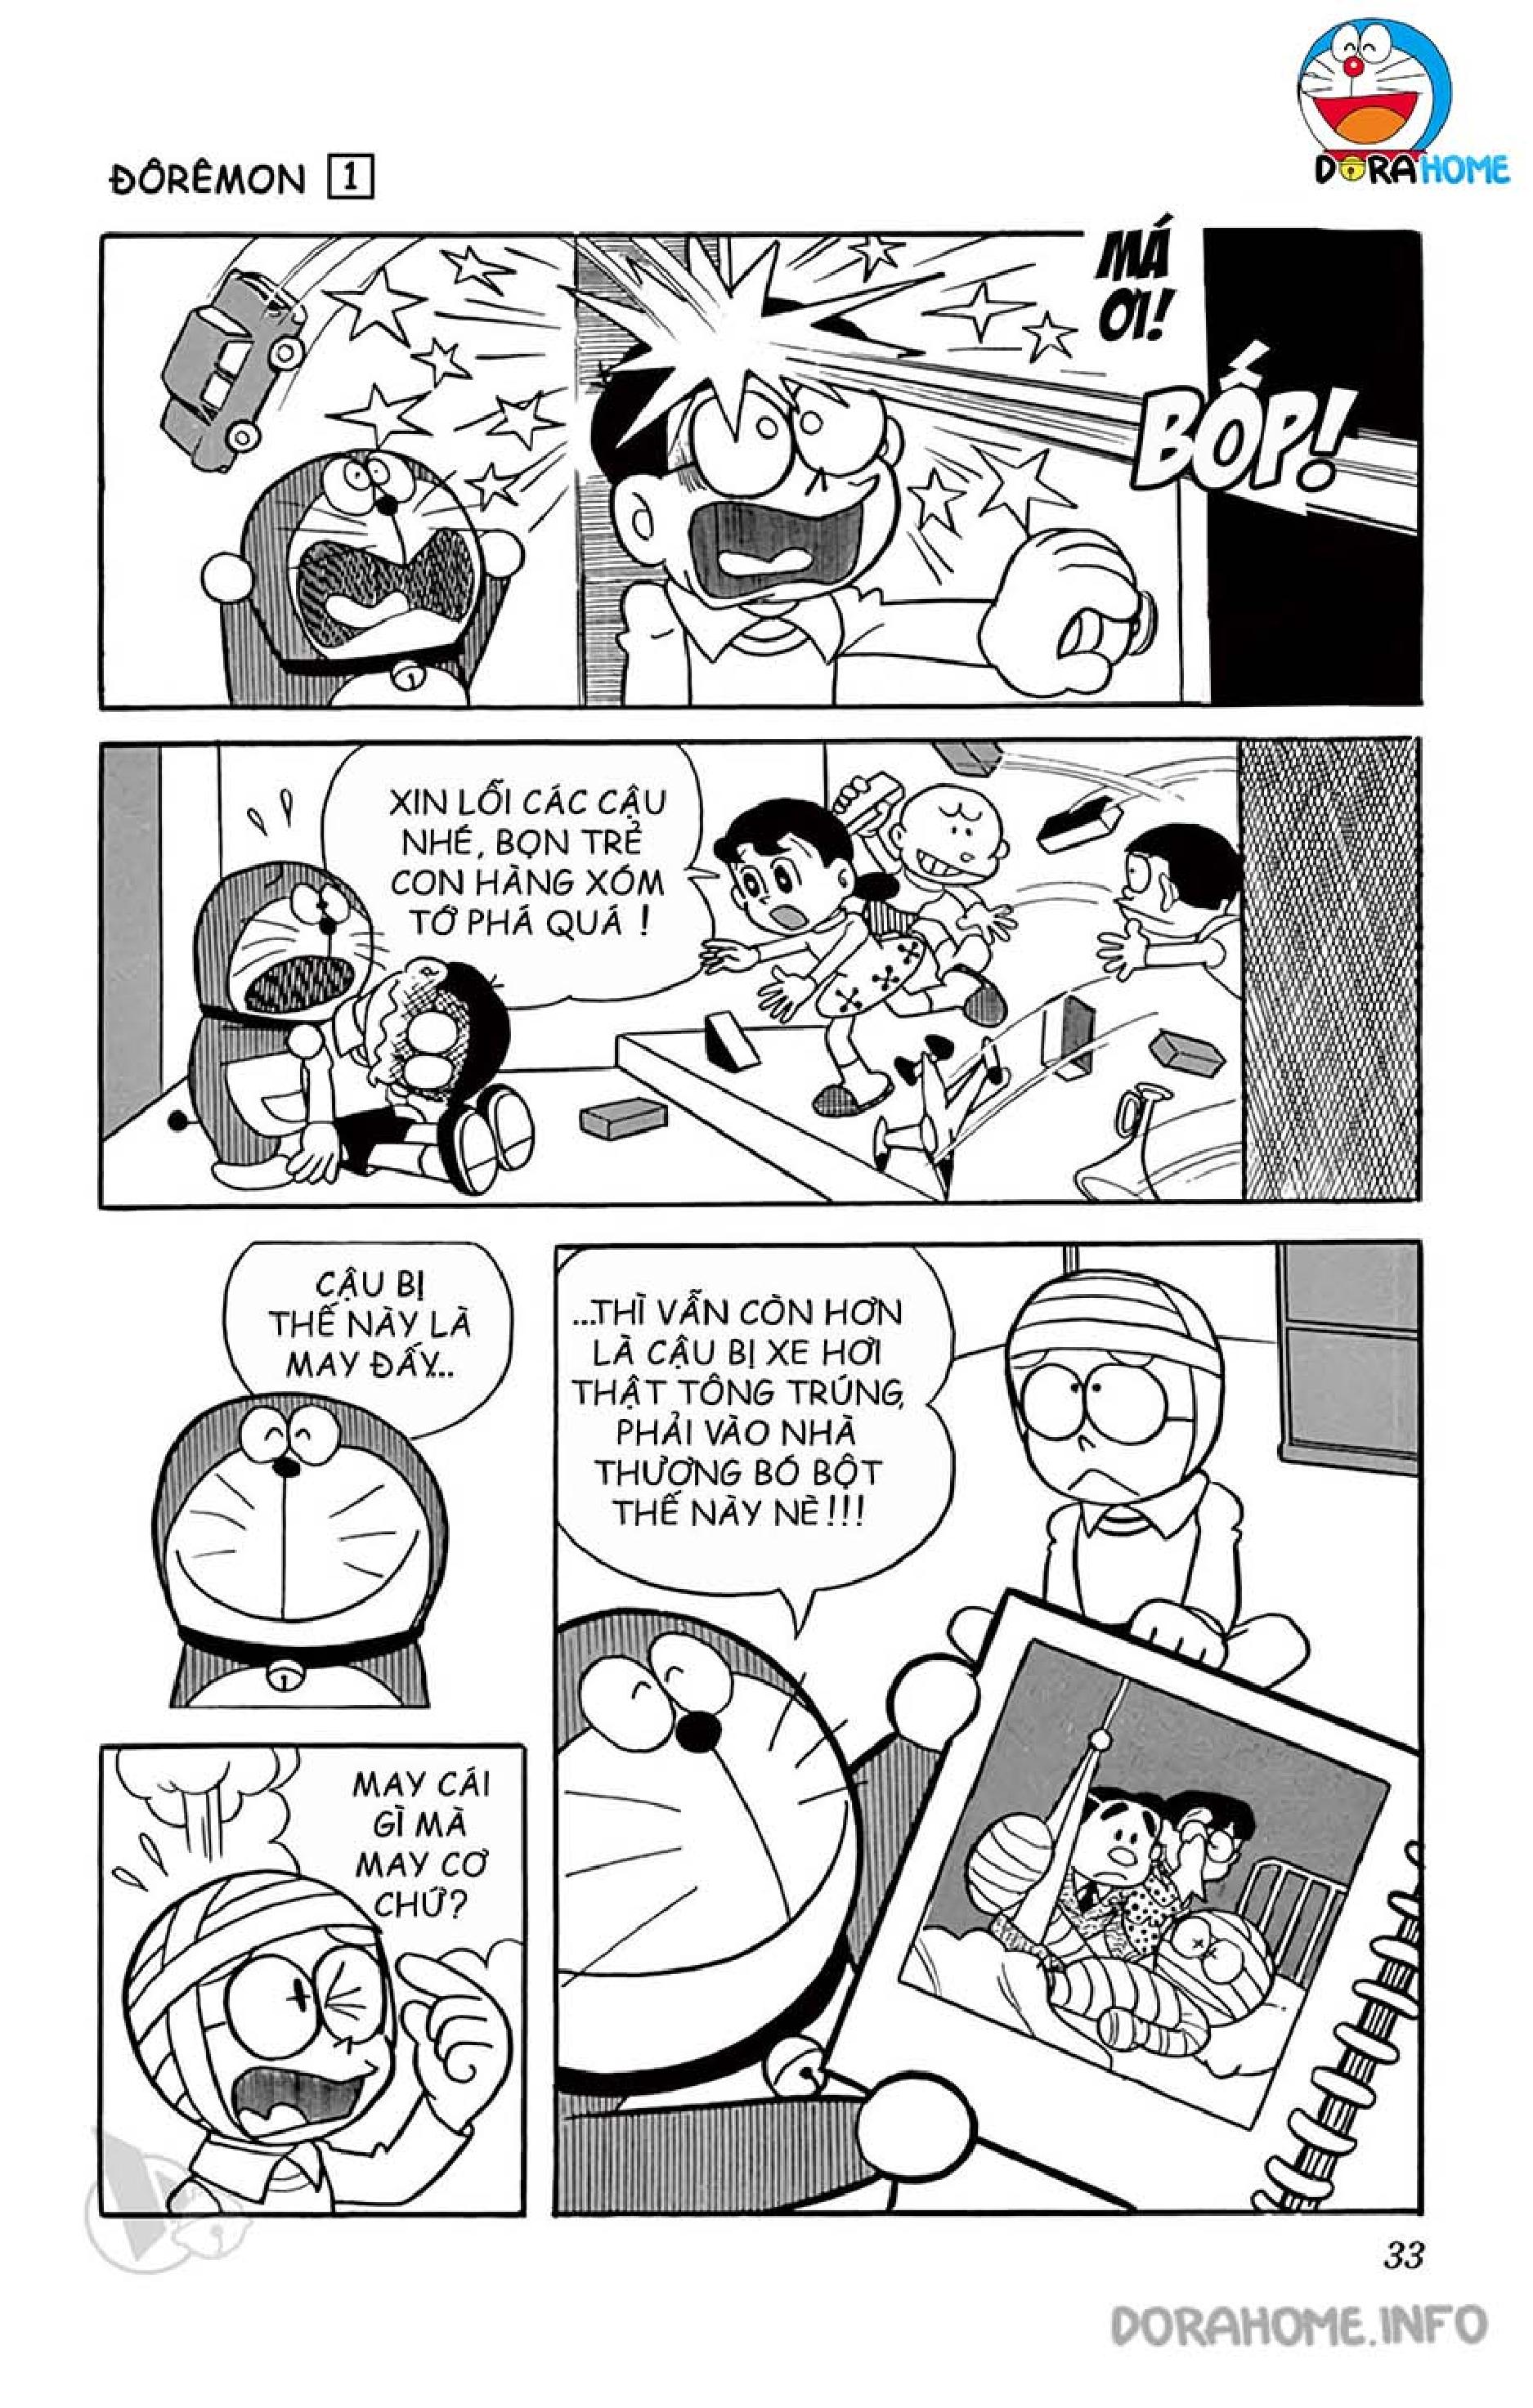 DORAHOME
ĐÔRÊMON 1
MÁ
ƠI!
BỐP!
XIN LỖI CÁC CẬU
NHÉ, BỌN TRẺ
CON HÀNG XÓM
TỚ PHÁ QUÁ !
CẬU BỊ
THẾ NÀY LÀ
MAY ĐẤY...
...THÌ VẪN CÒN HƠN
LÀ CẬU BỊ XE HƠI
THẬT TÔNG TRÚNG,
PHẢI VÀO NHÀ
THƯƠNG BÓ BỘT
THẾ NÀY NÈ!!!
MAY CÁI
GÌ MÀ
MAY CƠ
CHỨ?
33
DORAHOME.INFO